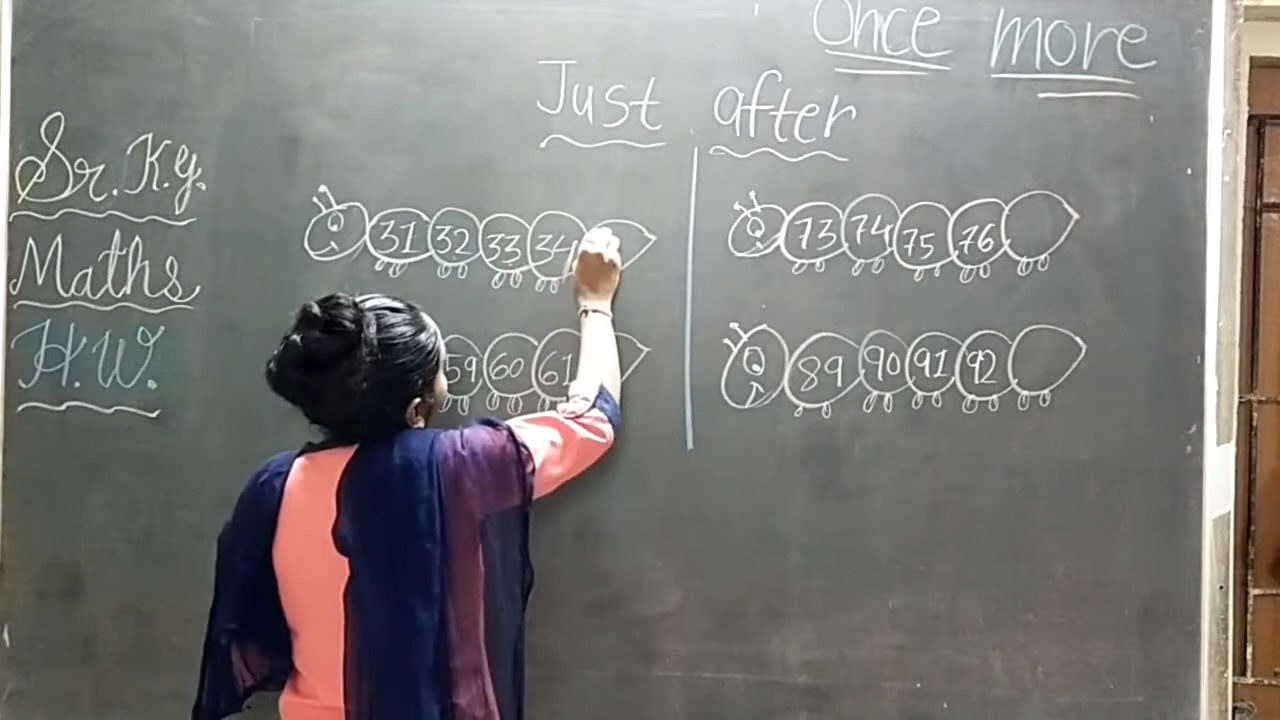 Once more
Just after
Sr. K.g.
Maths
H.W.
31 32 33 34
73 74 75 76
59 60 61
89 90 91 92